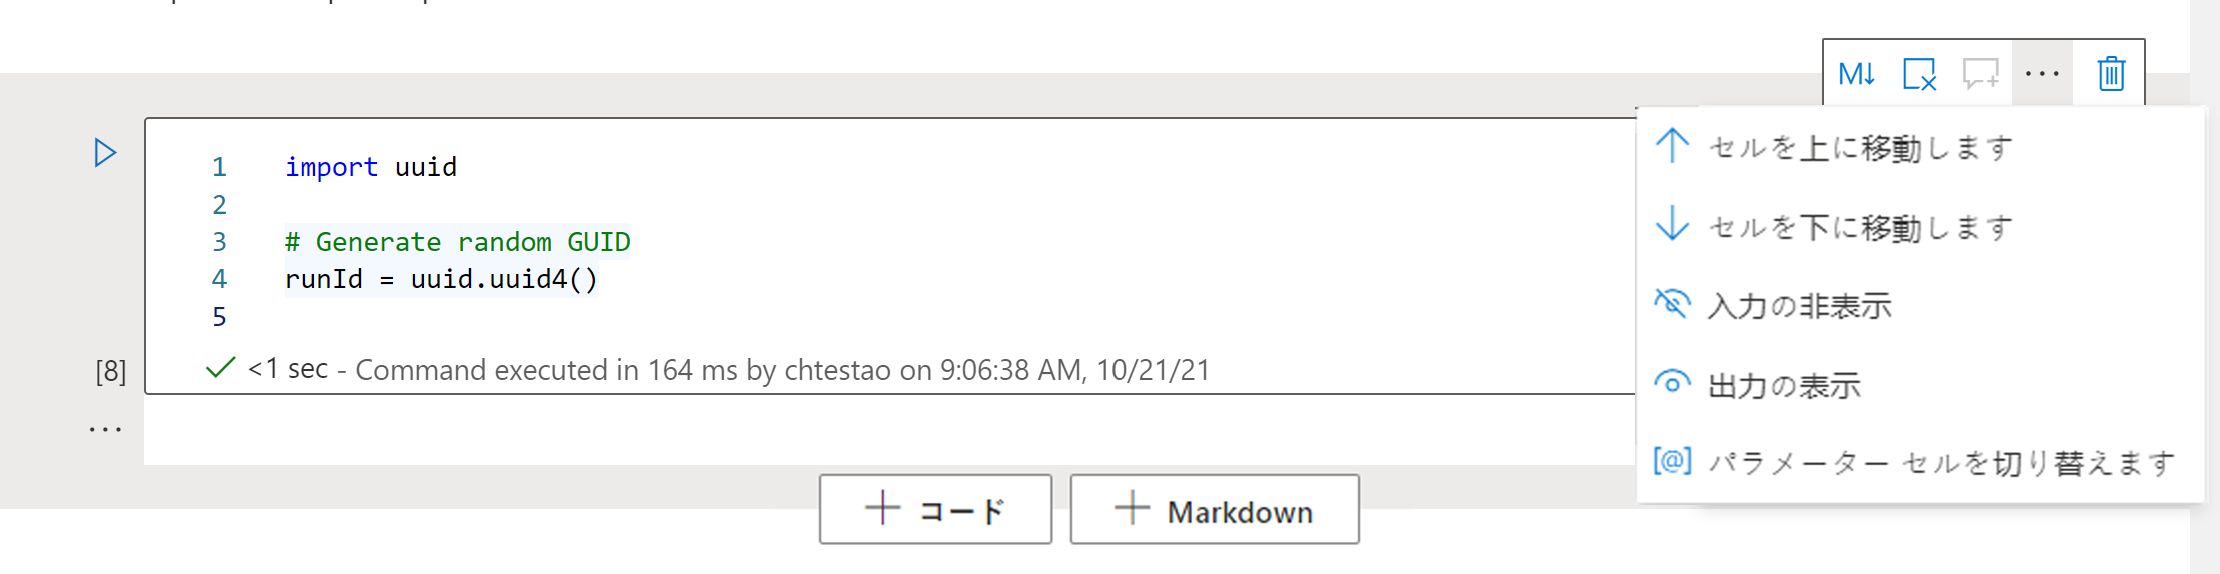 M↓
...
セルを上に移動します
セルを下に移動します
入力の非表示
出力の表示
[@] パラメーター セルを切り替えます
1 import uuid
2
3 # Generate random GUID
4 runId = uuid.uuid4()
5
[8] <1 sec - Command executed in 164 ms by chtestao on 9:06:38 AM, 10/21/21
...
+ コード
+ Markdown